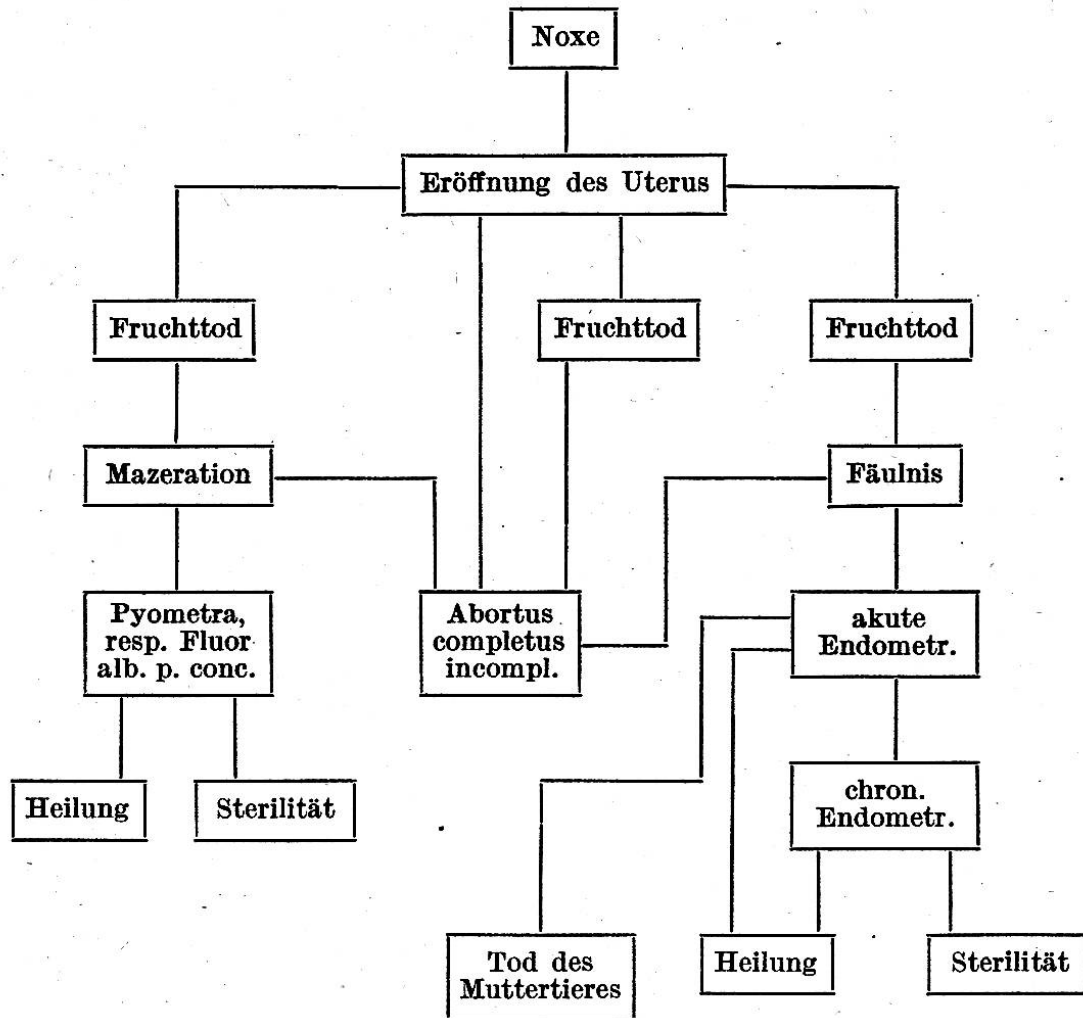 Noxe
Eröffnung des Uterus
Fruchttod
Fruchttod
Fruchttod
Mazeration
Fäulnis
Pyometra,
resp. Fluor
alb. p. conc.
Abortus
completus
incompl.
akute
Endometr.
Heilung
Sterilität
chron.
Endometr.
Tod des
Muttertieres
Heilung
Sterilität